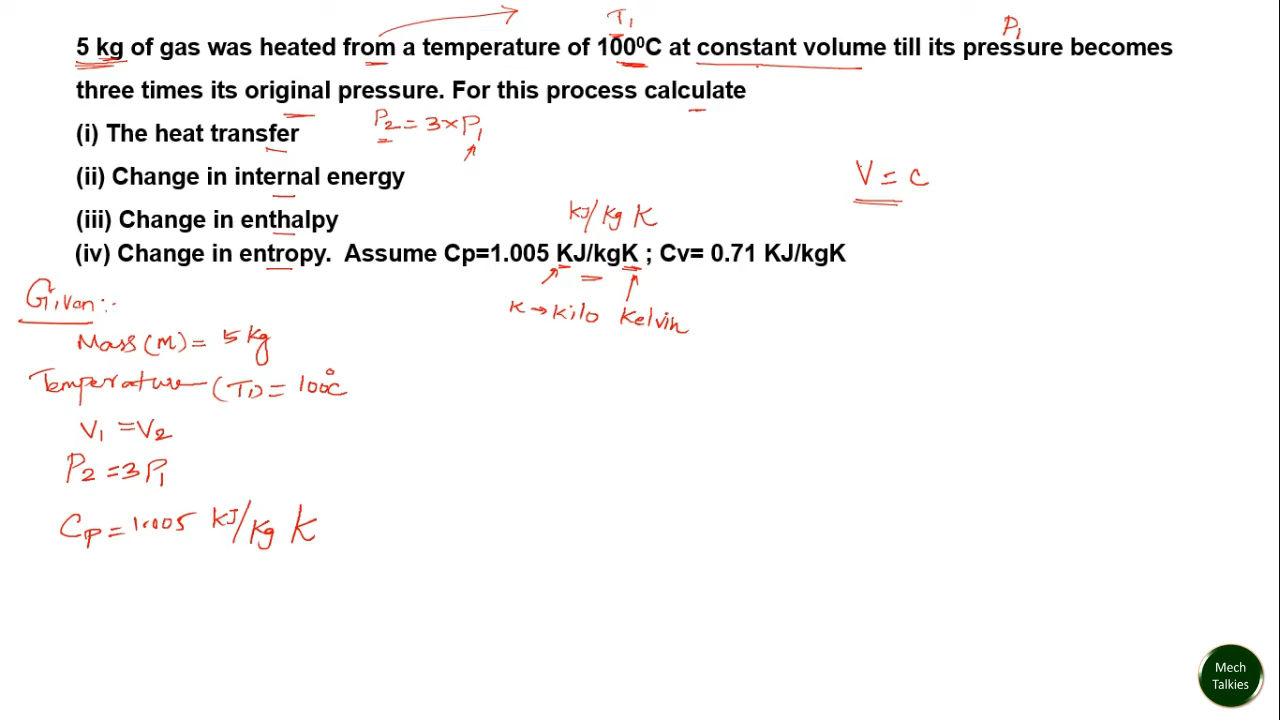 T1
P1
5 kg of gas was heated from a temperature of 100⁰C at constant volume till its pressure becomes
three times its original pressure. For this process calculate
(i) The heat transfer
P2 = 3×P1
(ii) Change in internal energy
V = c
(iii) Change in enthalpy
KJ/kg K
(iv) Change in entropy. Assume Cp=1.005 KJ/kgK ; Cv= 0.71 KJ/kgK
Given:-
K → Kilo Kelvin
Mass (m) = 5 kg
Temperature (T1) = 100°C
V1 = V2
P2 = 3P1
Cp = 1.005 KJ/kg K
Mech
Talkies